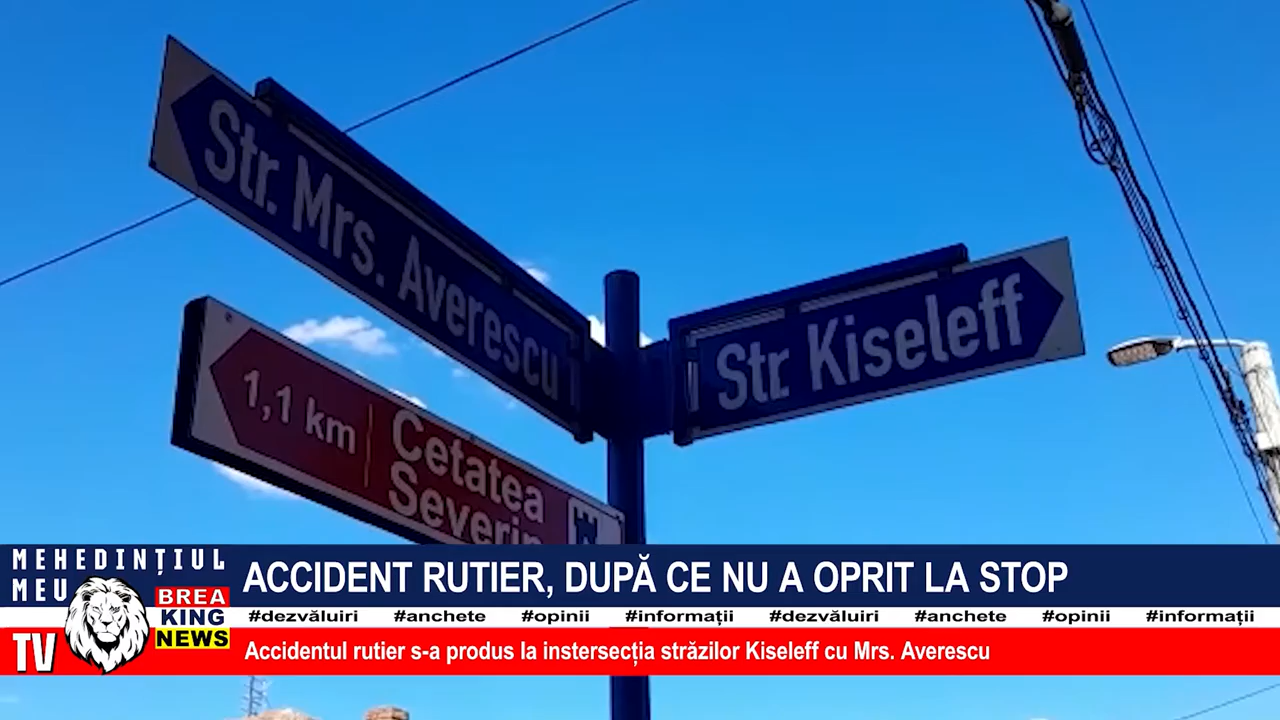 Str. Mrs. Averescu
Str. Kiseleff
1,1 km
Cetatea
Severin
MEHEDINȚIUL
MEU
TV
BREA
KING
NEWS
ACCIDENT RUTIER, DUPĂ CE NU A OPRIT LA STOP
#dezvăluiri #anchete #opinii #informații #dezvăluiri #anchete #opinii #informații
Accidentul rutier s-a produs la instersecția străzilor Kiseleff cu Mrs. Averescu